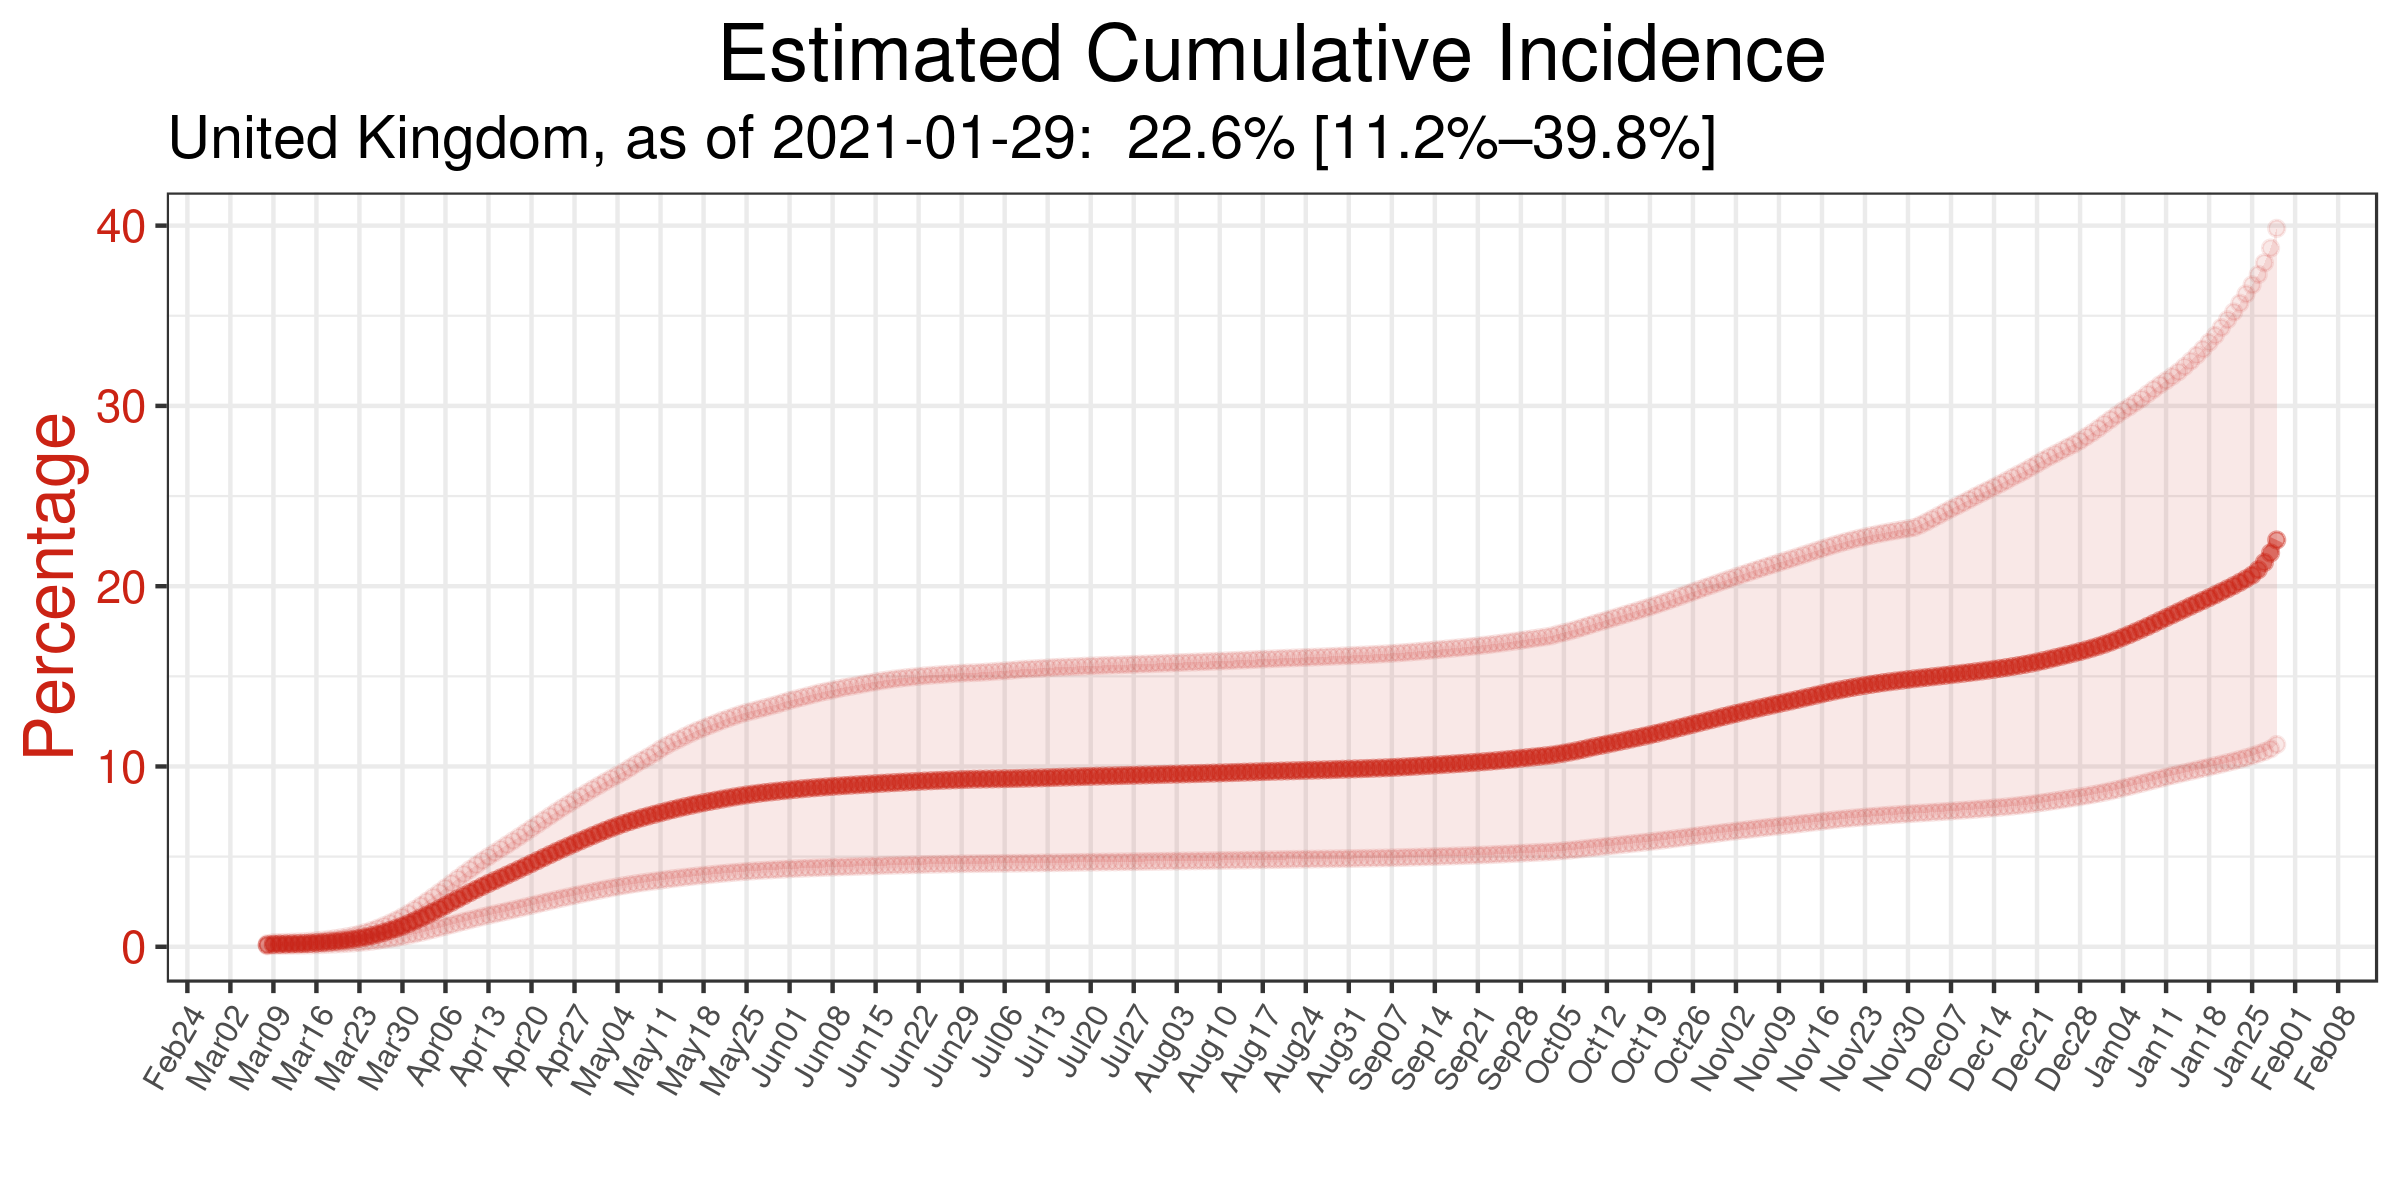 Estimated Cumulative Incidence
United Kingdom, as of 2021-01-29:  22.6% [11.2%–39.8%]
Percentage
40
30
20
10
0
Feb24
Mar02
Mar09
Mar16
Mar23
Mar30
Apr06
Apr13
Apr20
Apr27
May04
May11
May18
May25
Jun01
Jun08
Jun15
Jun22
Jun29
Jul06
Jul13
Jul20
Jul27
Aug03
Aug10
Aug17
Aug24
Aug31
Sep07
Sep14
Sep21
Sep28
Oct05
Oct12
Oct19
Oct26
Nov02
Nov09
Nov16
Nov23
Nov30
Dec07
Dec14
Dec21
Dec28
Jan04
Jan11
Jan18
Jan25
Feb01
Feb08